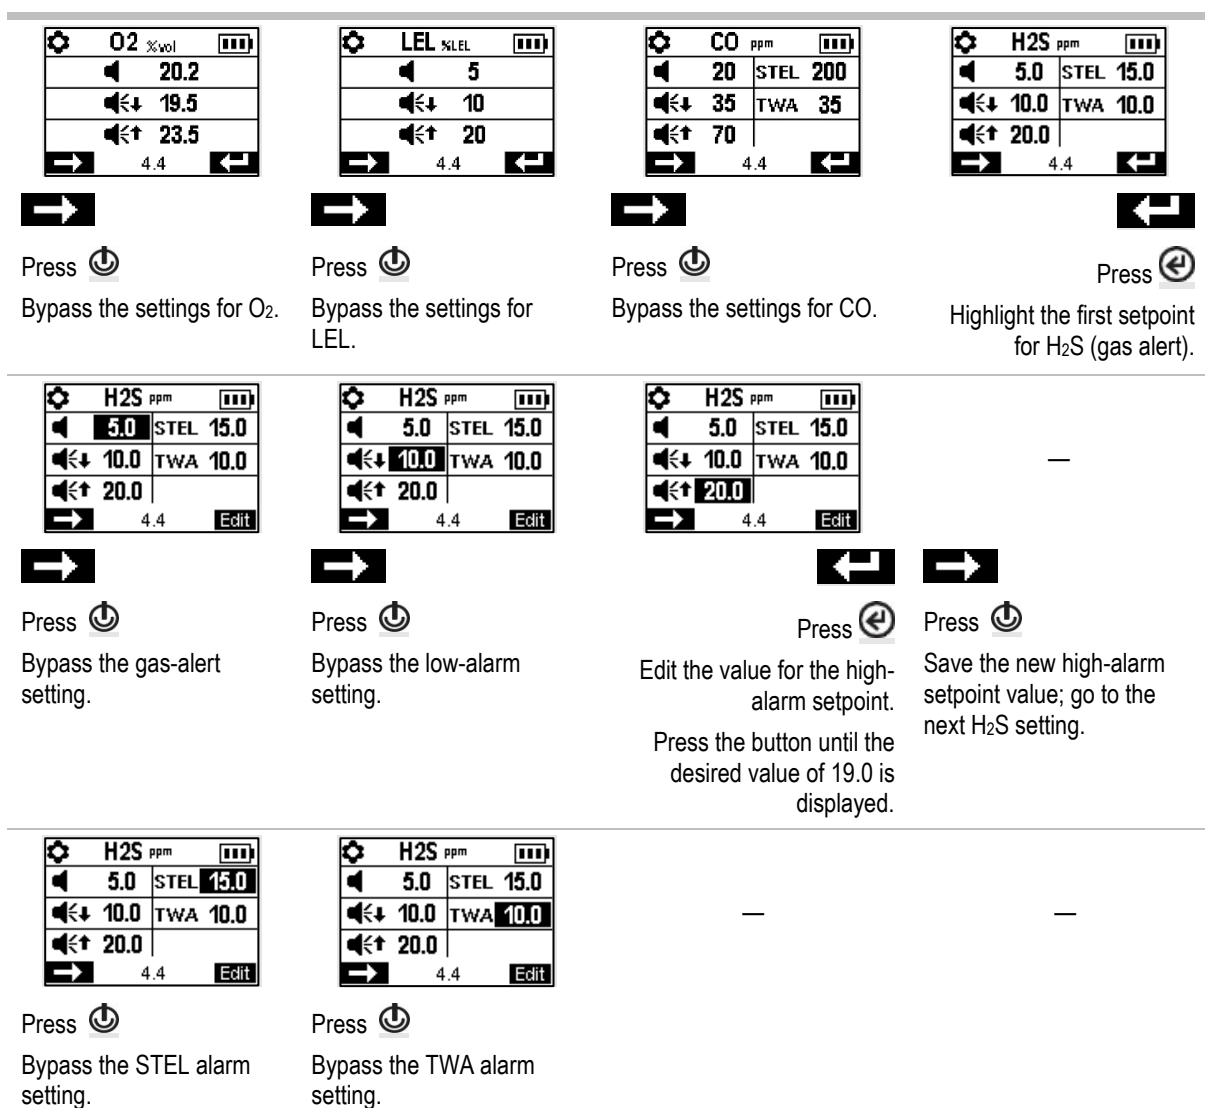 O2 %vol
20.2
19.5
23.5
4.4
LEL %LEL
5
10
20
4.4
CO ppm
20 STEL 200
35 TWA 35
70
4.4
H2S ppm
5.0 STEL 15.0
10.0 TWA 10.0
20.0
4.4
Press
Bypass the settings for O2.
Press
Bypass the settings for
LEL.
Press
Bypass the settings for CO.
Press
Highlight the first setpoint
for H2S (gas alert).
H2S ppm
5.0 STEL 15.0
10.0 TWA 10.0
20.0
4.4 Edit
H2S ppm
5.0 STEL 15.0
10.0 TWA 10.0
20.0
4.4 Edit
H2S ppm
5.0 STEL 15.0
10.0 TWA 10.0
20.0
4.4 Edit
—
Press
Bypass the gas-alert
setting.
Press
Bypass the low-alarm
setting.
Press
Edit the value for the high-
alarm setpoint.
Press the button until the
desired value of 19.0 is
displayed.
Press
Save the new high-alarm
setpoint value; go to the
next H2S setting.
H2S ppm
5.0 STEL 15.0
10.0 TWA 10.0
20.0
4.4 Edit
H2S ppm
5.0 STEL 15.0
10.0 TWA 10.0
20.0
4.4 Edit
—
—
Press
Bypass the STEL alarm
setting.
Press
Bypass the TWA alarm
setting.